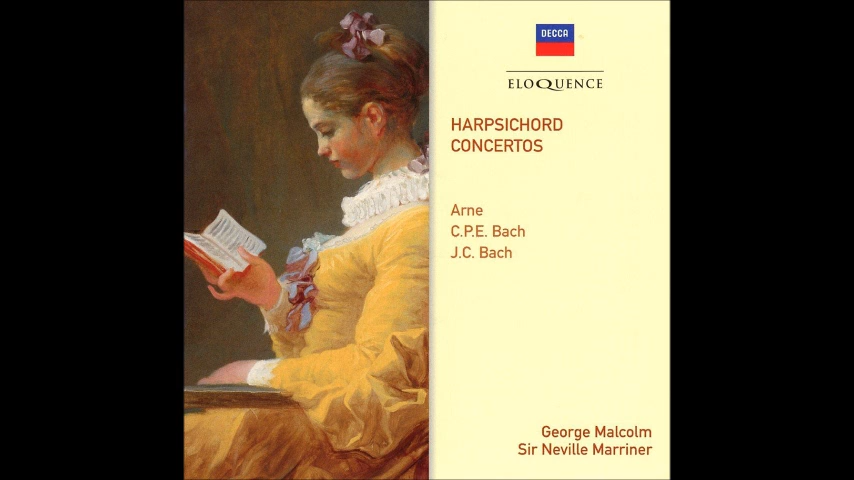 DECCA
ELOQUENCE
HARPSICHORD
CONCERTOS
Arne
C.P.E. Bach
J.C. Bach
George Malcolm
Sir Neville Marriner